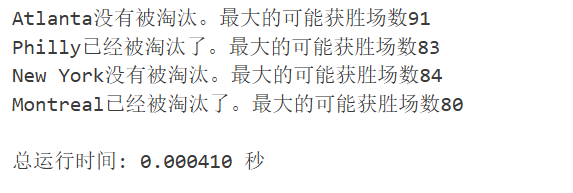 Atlanta没有被淘汰。最大的可能获胜场数91
Philly已经被淘汰了。最大的可能获胜场数83
New York没有被淘汰。最大的可能获胜场数84
Montreal已经被淘汰了。最大的可能获胜场数80
总运行时间: 0.000410 秒